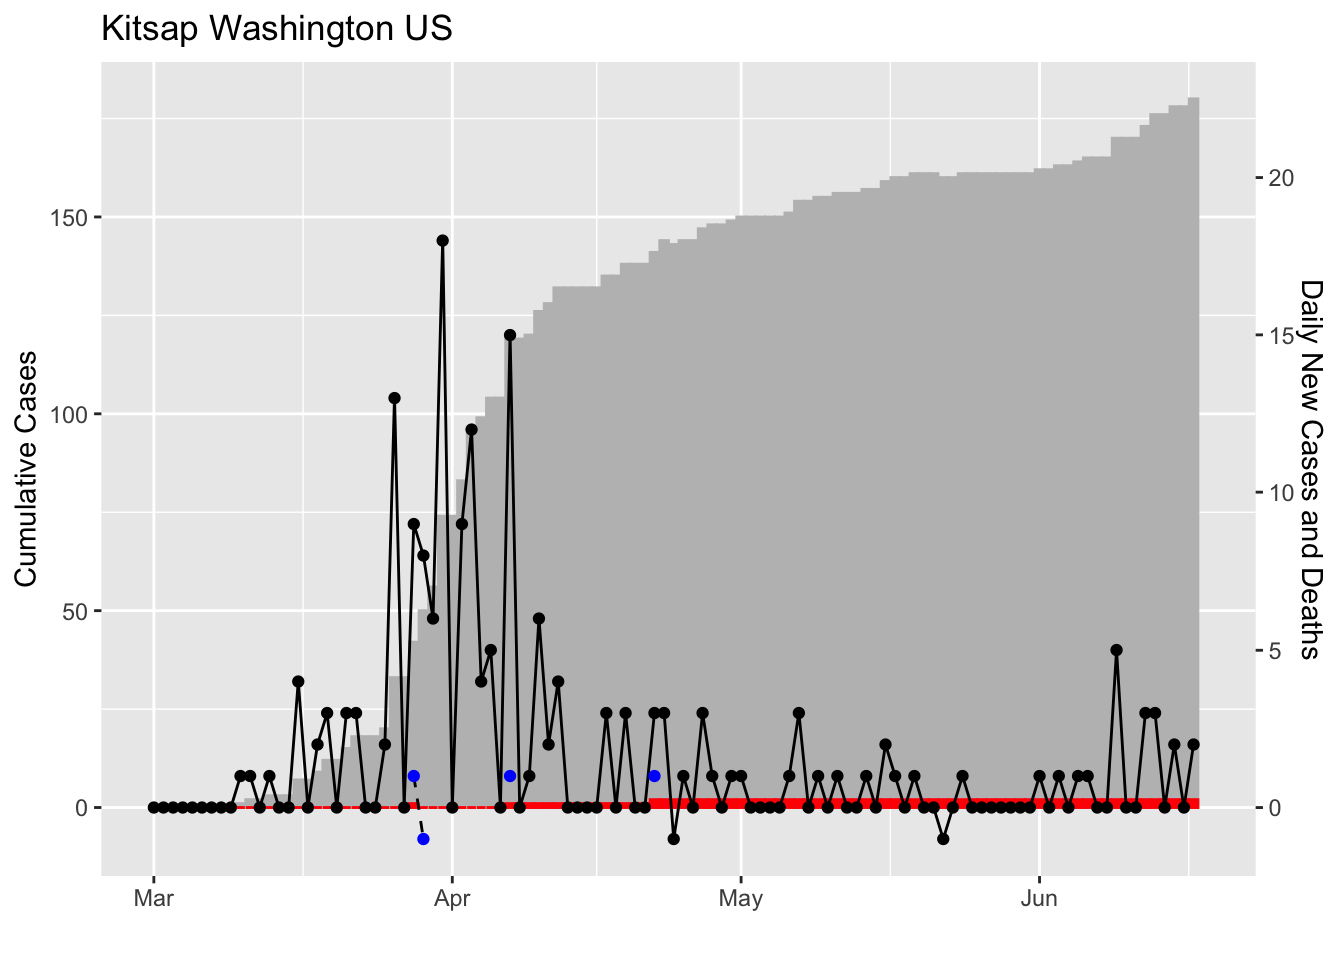 Kitsap Washington US
Cumulative Cases
150
100
50
0
20
15
10
5
0
Daily New Cases and Deaths
Mar
Apr
May
Jun